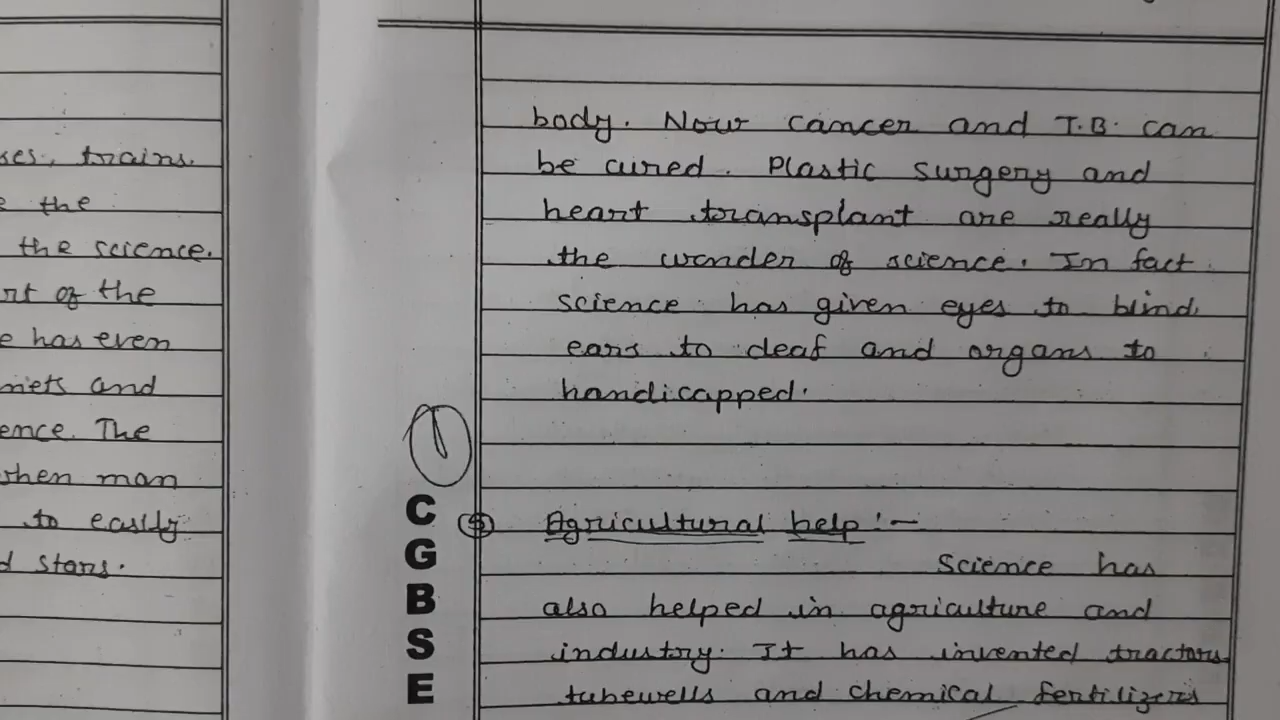 ses, trains.
the
the science.
rt of the
e has even
nets and
ence. The
when man
to easily
d stars.
body. Now cancer and T.B. can
be cured. Plastic surgery and
heart transplant are really
the wonder of science. In fact
science has given eyes to blind,
ears to deaf and organs to
handicapped.
CGBSE
5 Agricultural help :-
Science has
also helped in agriculture and
industry. It has invented tractors
tubewells and chemical fertilizers